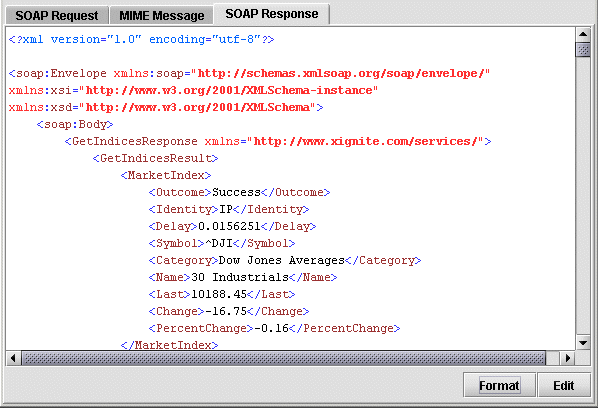 SOAP Request MIME Message SOAP Response
<?xml version="1.0" encoding="utf-8"?>
<soap:Envelope xmlns:soap="http://schemas.xmlsoap.org/soap/envelope/"
xmlns:xsi="http://www.w3.org/2001/XMLSchema-instance"
xmlns:xsd="http://www.w3.org/2001/XMLSchema">
<soap:Body>
<GetIndicesResponse xmlns="http://www.xignite.com/services/">
<GetIndicesResult>
<MarketIndex>
<Outcome>Success</Outcome>
<Identity>IP</Identity>
<Delay>0.0156251</Delay>
<Symbol>^DJI</Symbol>
<Category>Dow Jones Averages</Category>
<Name>30 Industrials</Name>
<Last>10188.45</Last>
<Change>-16.75</Change>
<PercentChange>-0.16</PercentChange>
</MarketIndex>
Format Edit